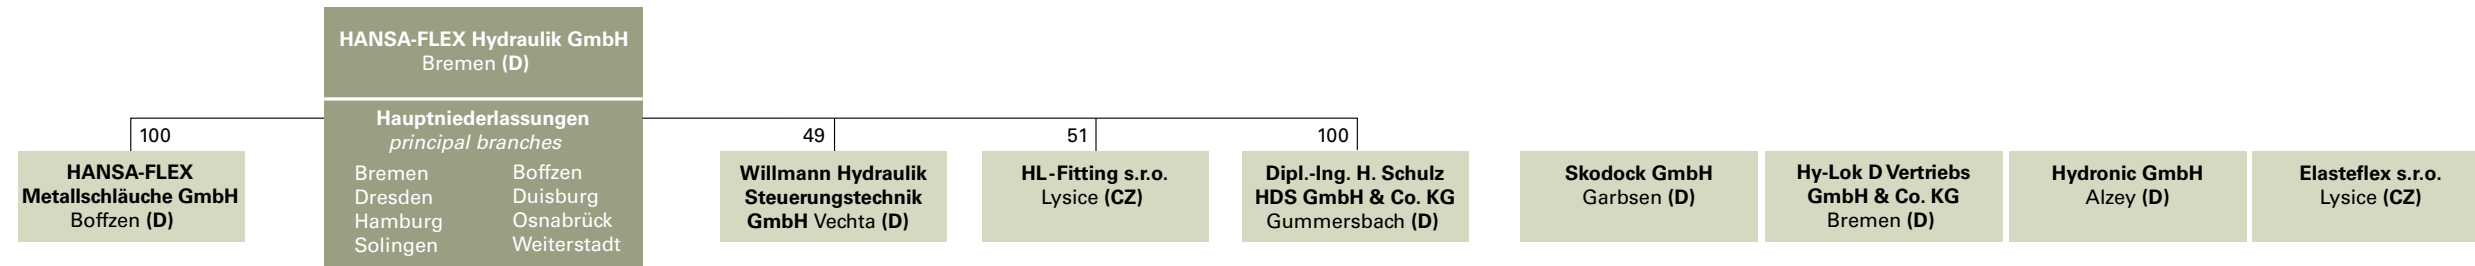 HANSA-FLEX Hydraulik GmbH
Bremen (D)
Hauptniederlassungen
principal branches
Bremen
Dresden
Hamburg
Solingen
Boffzen
Duisburg
Osnabrück
Weiterstadt
100
HANSA-FLEX
Metallschläuche GmbH
Boffzen (D)
49
Willmann Hydraulik
Steuerungstechnik
GmbH Vechta (D)
51
HL-Fitting s.r.o.
Lysice (CZ)
100
Dipl.-Ing. H. Schulz
HDS GmbH & Co. KG
Gummersbach (D)
Skodock GmbH
Garbsen (D)
Hy-Lok D Vertriebs
GmbH & Co. KG
Bremen (D)
Hydronic GmbH
Alzey (D)
Elasteflex s.r.o.
Lysice (CZ)